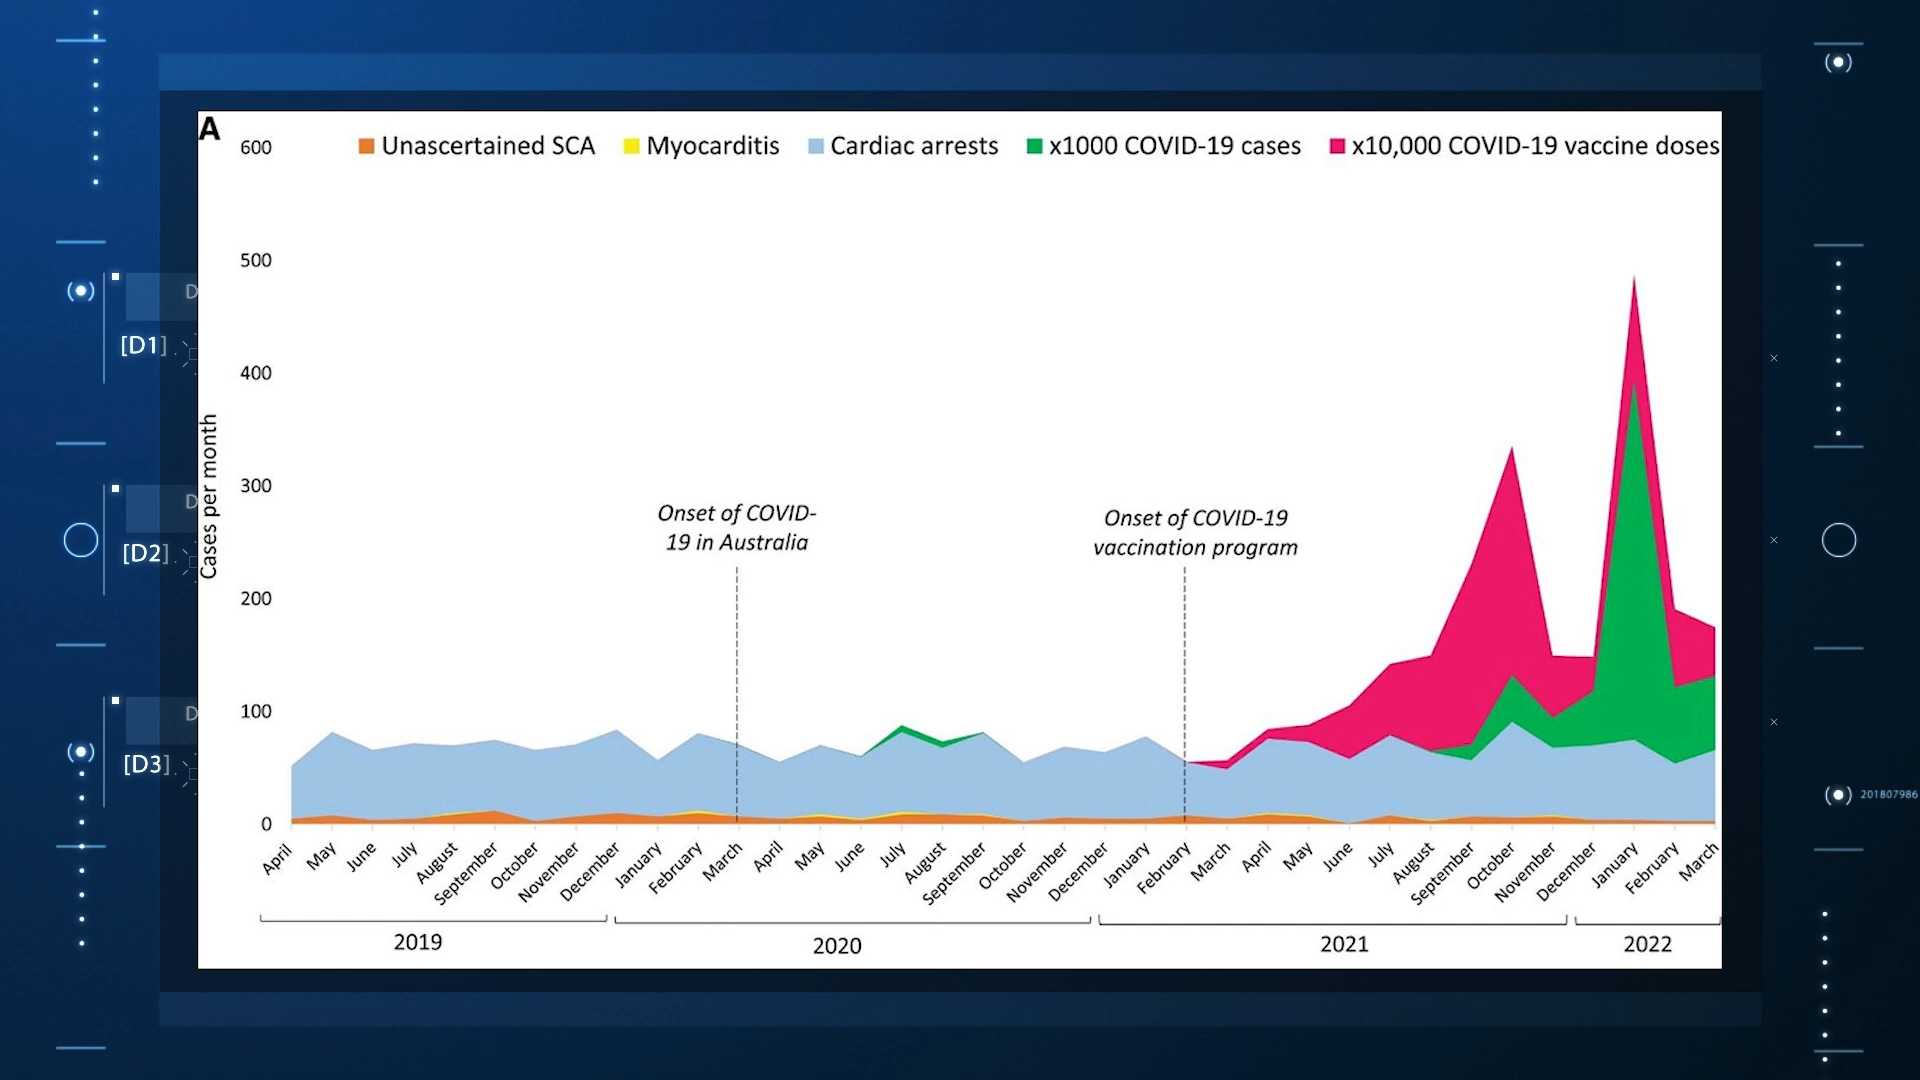 A
600
Unascertained SCA
Myocarditis
Cardiac arrests
x1000 COVID-19 cases
x10,000 COVID-19 vaccine doses
500
400
300
200
100
0
Cases per month
Onset of COVID-
19 in Australia
Onset of COVID-19
vaccination program
April
May
June
July
August
September
October
November
December
January
February
March
April
May
June
July
August
September
October
November
December
January
February
March
April
May
June
July
August
September
October
November
December
January
February
March
2019
2020
2021
2022
D
[D1]
D
[D2]
D
[D3]
201807986